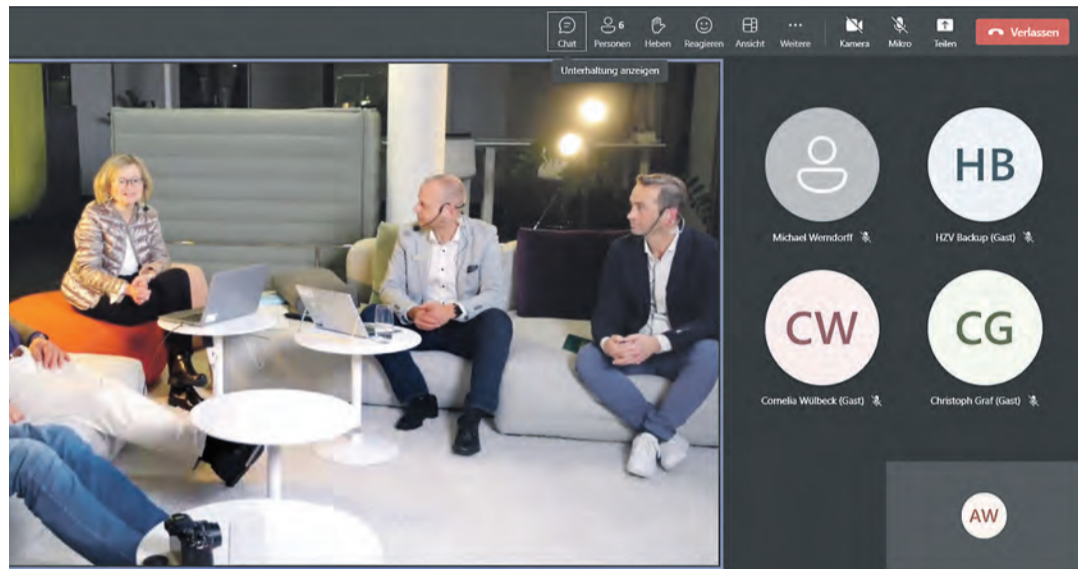 6
Chat Personen Heben Reagieren Ansicht Weitere Kamera Mikro Teilen Verlassen
Unterhaltung anzeigen
HB
Michael Werndorff HZV Backup (Gast)
CW CG
Cornelia Wülbeck (Gast) Christoph Graf (Gast)
AW